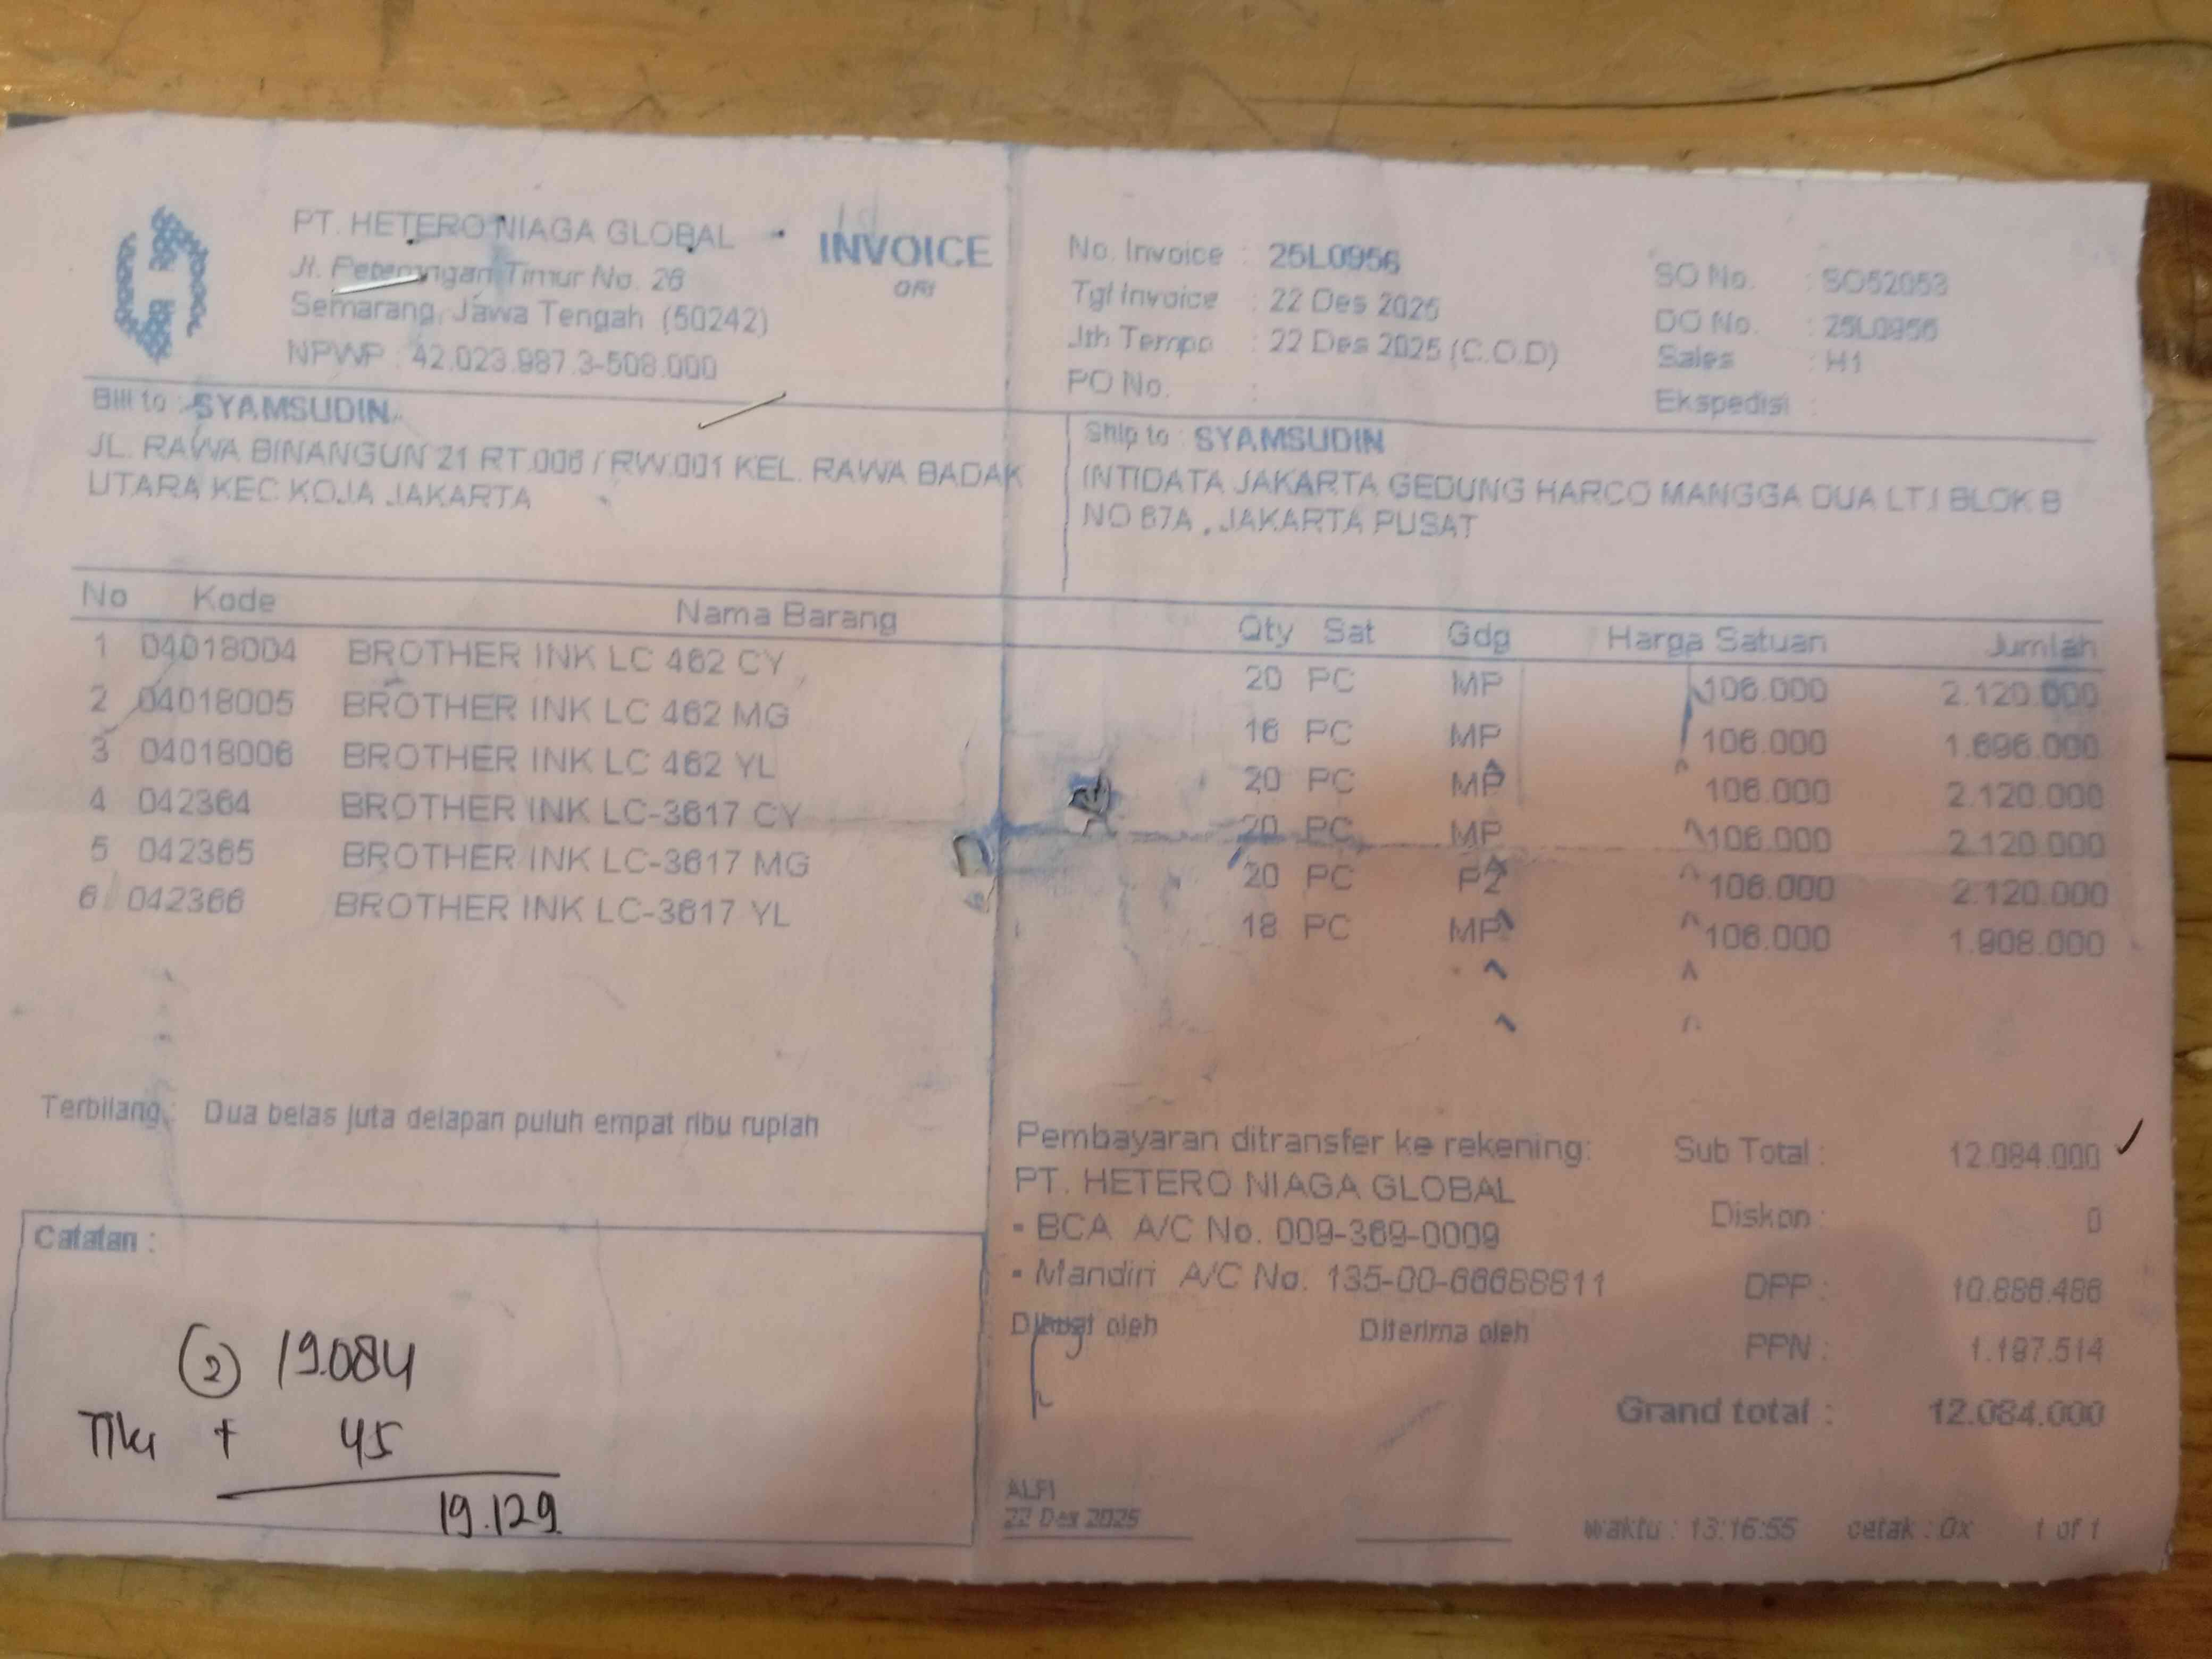 PT. HETERO NIAGA GLOBAL
Jl. Peterongan Timur No. 26
Semarang, Jawa Tengah (50242)
NPWP : 42.023.987.3-508.000
INVOICE
ORI
No. Invoice : 25L0956
Tgl Invoice : 22 Des 2025
Jth Tempo : 22 Des 2025 (C.O.D)
PO No. :
SO No. : SO52053
DO No. : 25L0956
Sales : H1
Ekspedisi :
Bill to : SYAMSUDIN
JL. RAWA BINANGUN 21 RT.006 / RW.001 KEL. RAWA BADAK
UTARA KEC KOJA JAKARTA
Ship to : SYAMSUDIN
INTIDATA JAKARTA GEDUNG HARCO MANGGA DUA LT.1 BLOK B
NO 67A , JAKARTA PUSAT
No Kode Nama Barang Qty Sat Gdg Harga Satuan Jumlah
1 04018004 BROTHER INK LC 462 CY 20 PC MP 106.000 2.120.000
2 04018005 BROTHER INK LC 462 MG 16 PC MP 106.000 1.696.000
3 04018006 BROTHER INK LC 462 YL 20 PC MP 106.000 2.120.000
4 042364 BROTHER INK LC-3617 CY 20 PC MP 106.000 2.120.000
5 042365 BROTHER INK LC-3617 MG 20 PC P2 106.000 2.120.000
6 042366 BROTHER INK LC-3617 YL 18 PC MP 106.000 1.908.000
Terbilang : Dua belas juta delapan puluh empat ribu rupiah
Catatan :
(2) 19.084
+ 45
19.129
Pembayaran ditransfer ke rekening:
PT. HETERO NIAGA GLOBAL
- BCA A/C No. 009-369-0009
- Mandiri A/C No. 135-00-66688811
Dibuat oleh
Diterima oleh
ALFI
22 Des 2025
Sub Total : 12.084.000
Diskon : 0
DPP : 10.886.486
PPN : 1.197.514
Grand total : 12.084.000
waktu : 13:16:55 cetak : 0x 1 of 1